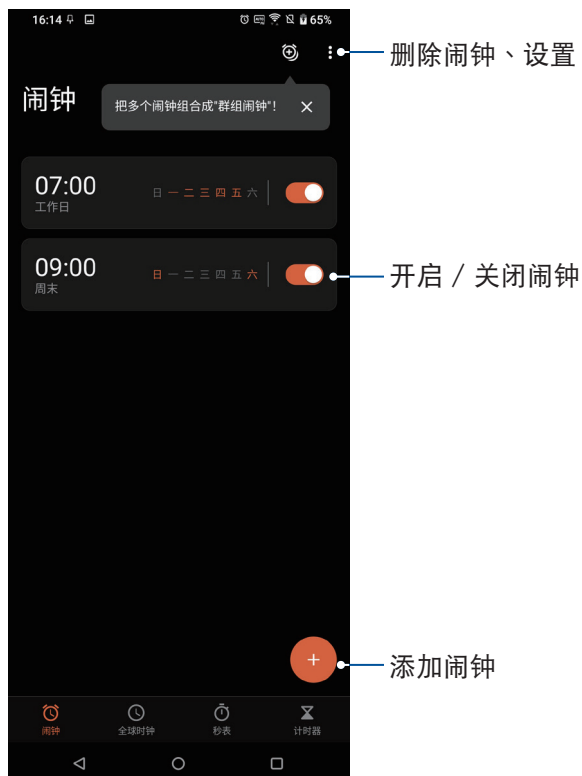 16:14 65%
删除闹钟、设置
闹钟
把多个闹钟组合成"群组闹钟"!
07:00 日 一 二 三 四 五 六
工作日
09:00 日 一 二 三 四 五 六
周末
开启 / 关闭闹钟
添加闹钟
闹钟 全球时钟 秒表 计时器